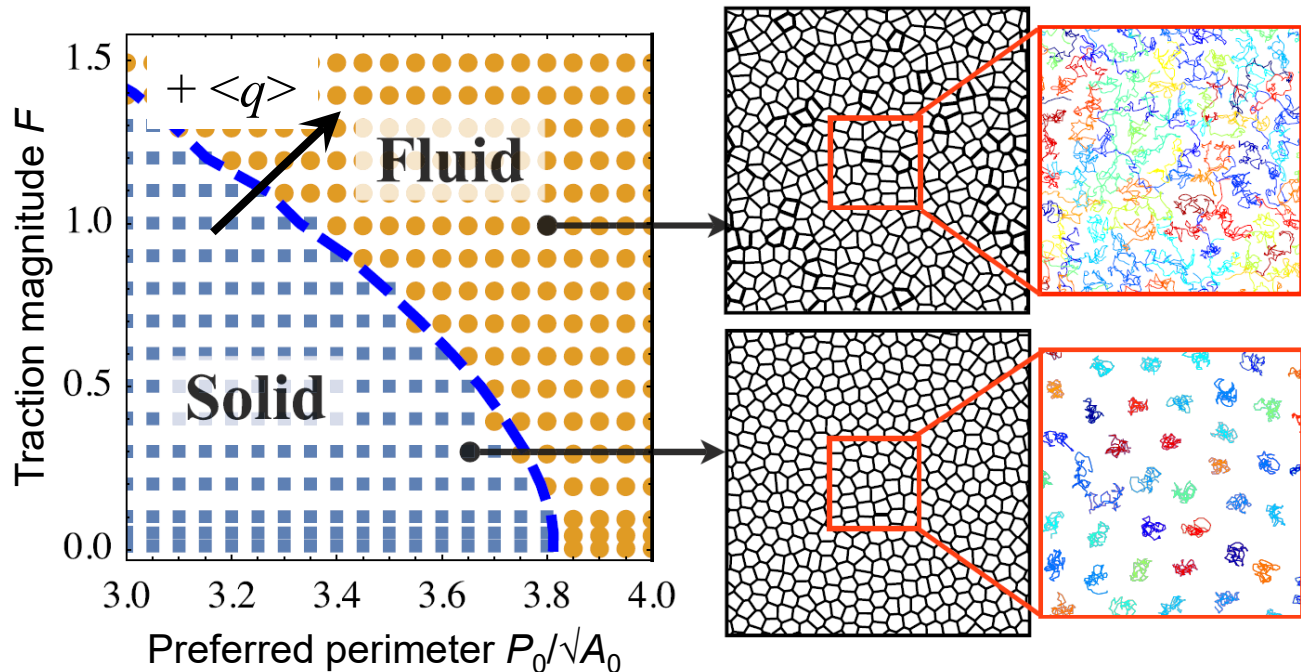 Traction magnitude F
1.5
1.0
0.5
0.0
+ <q>
Fluid
Solid
3.0 3.2 3.4 3.6 3.8 4.0
Preferred perimeter P₀/√A₀